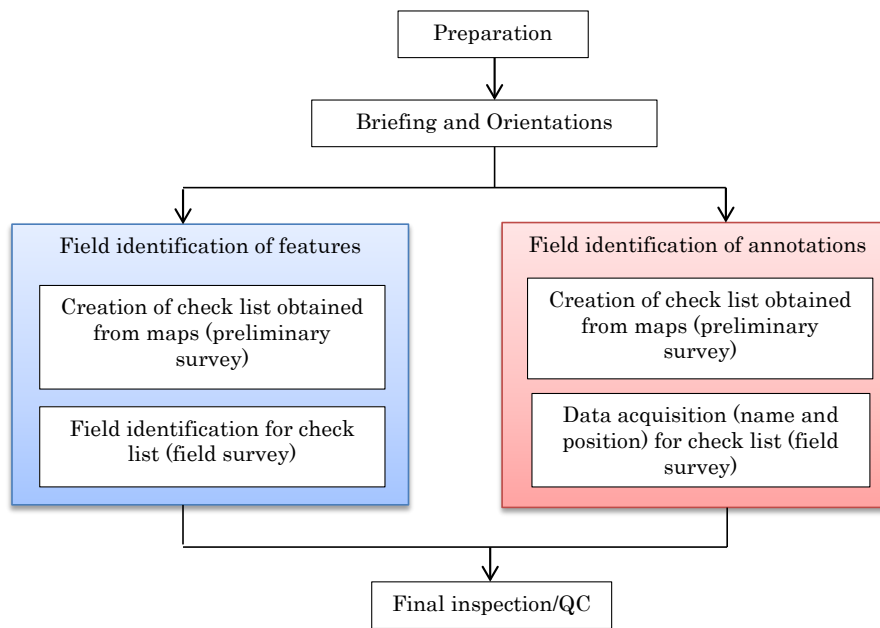 Preparation
Briefing and Orientations
Field identification of features
Creation of check list obtained
from maps (preliminary
survey)
Field identification for check
list (field survey)
Field identification of annotations
Creation of check list obtained
from maps (preliminary
survey)
Data acquisition (name and
position) for check list (field
survey)
Final inspection/QC